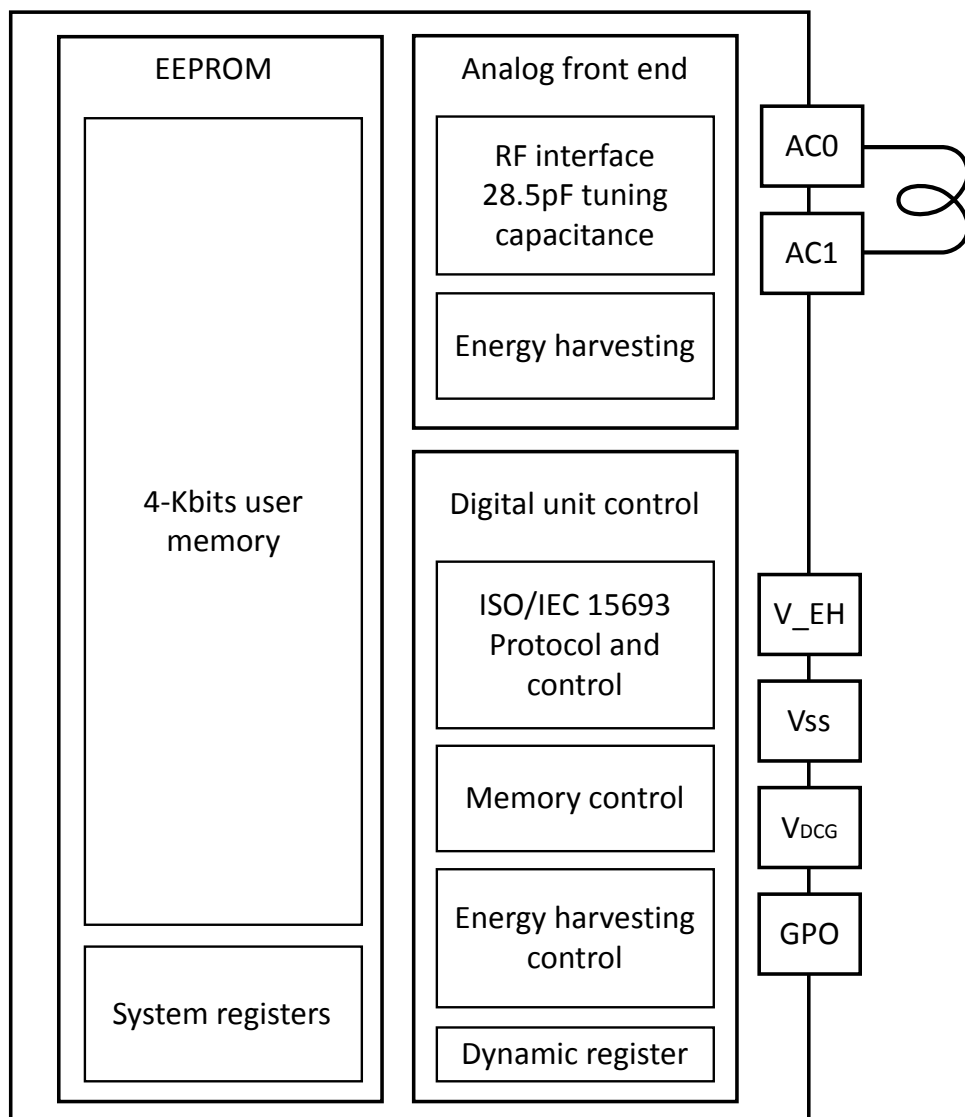 EEPROM
4-Kbits user
memory
System registers
Analog front end
RF interface
28.5pF tuning
capacitance
Energy harvesting
Digital unit control
ISO/IEC 15693
Protocol and
control
Memory control
Energy harvesting
control
Dynamic register
AC0
AC1
V_EH
Vss
VDCG
GPO